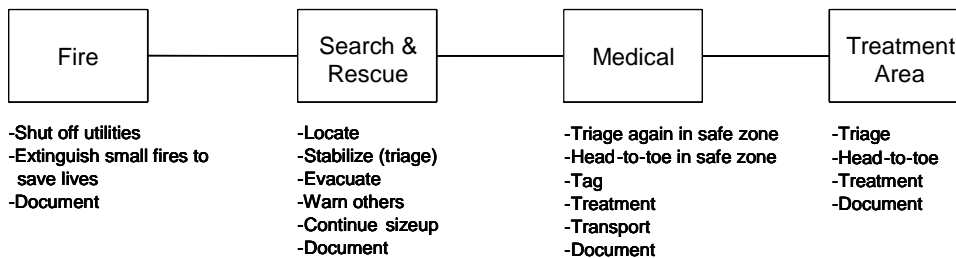 Fire
-Shut off utilities
-Extinguish small fires to
save lives
-Document
Search &
Rescue
-Locate
-Stabilize (triage)
-Evacuate
-Warn others
-Continue sizeup
-Document
Medical
-Triage again in safe zone
-Head-to-toe in safe zone
-Tag
-Treatment
-Transport
-Document
Treatment
Area
-Triage
-Head-to-toe
-Treatment
-Document